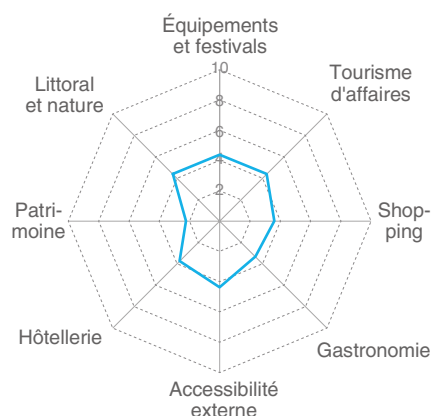 Équipements
et festivals
10
8
6
4
2
Tourisme
d'affaires
Shop-
ping
Gastronomie
Accessibilité
externe
Hôtellerie
Patri-
moine
Littoral
et nature